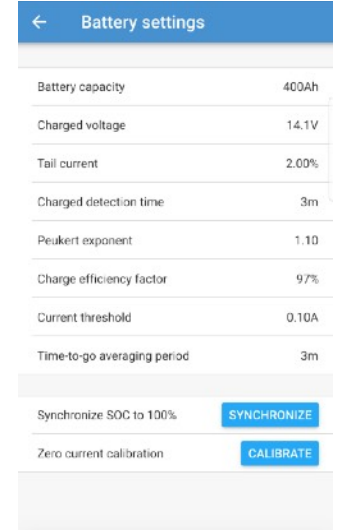 Battery settings
Battery capacity 400Ah
Charged voltage 14.1V
Tail current 2.00%
Charged detection time 3m
Peukert exponent 1.10
Charge efficiency factor 97%
Current threshold 0.10A
Time-to-go averaging period 3m
Synchronize SOC to 100% SYNCHRONIZE
Zero current calibration CALIBRATE